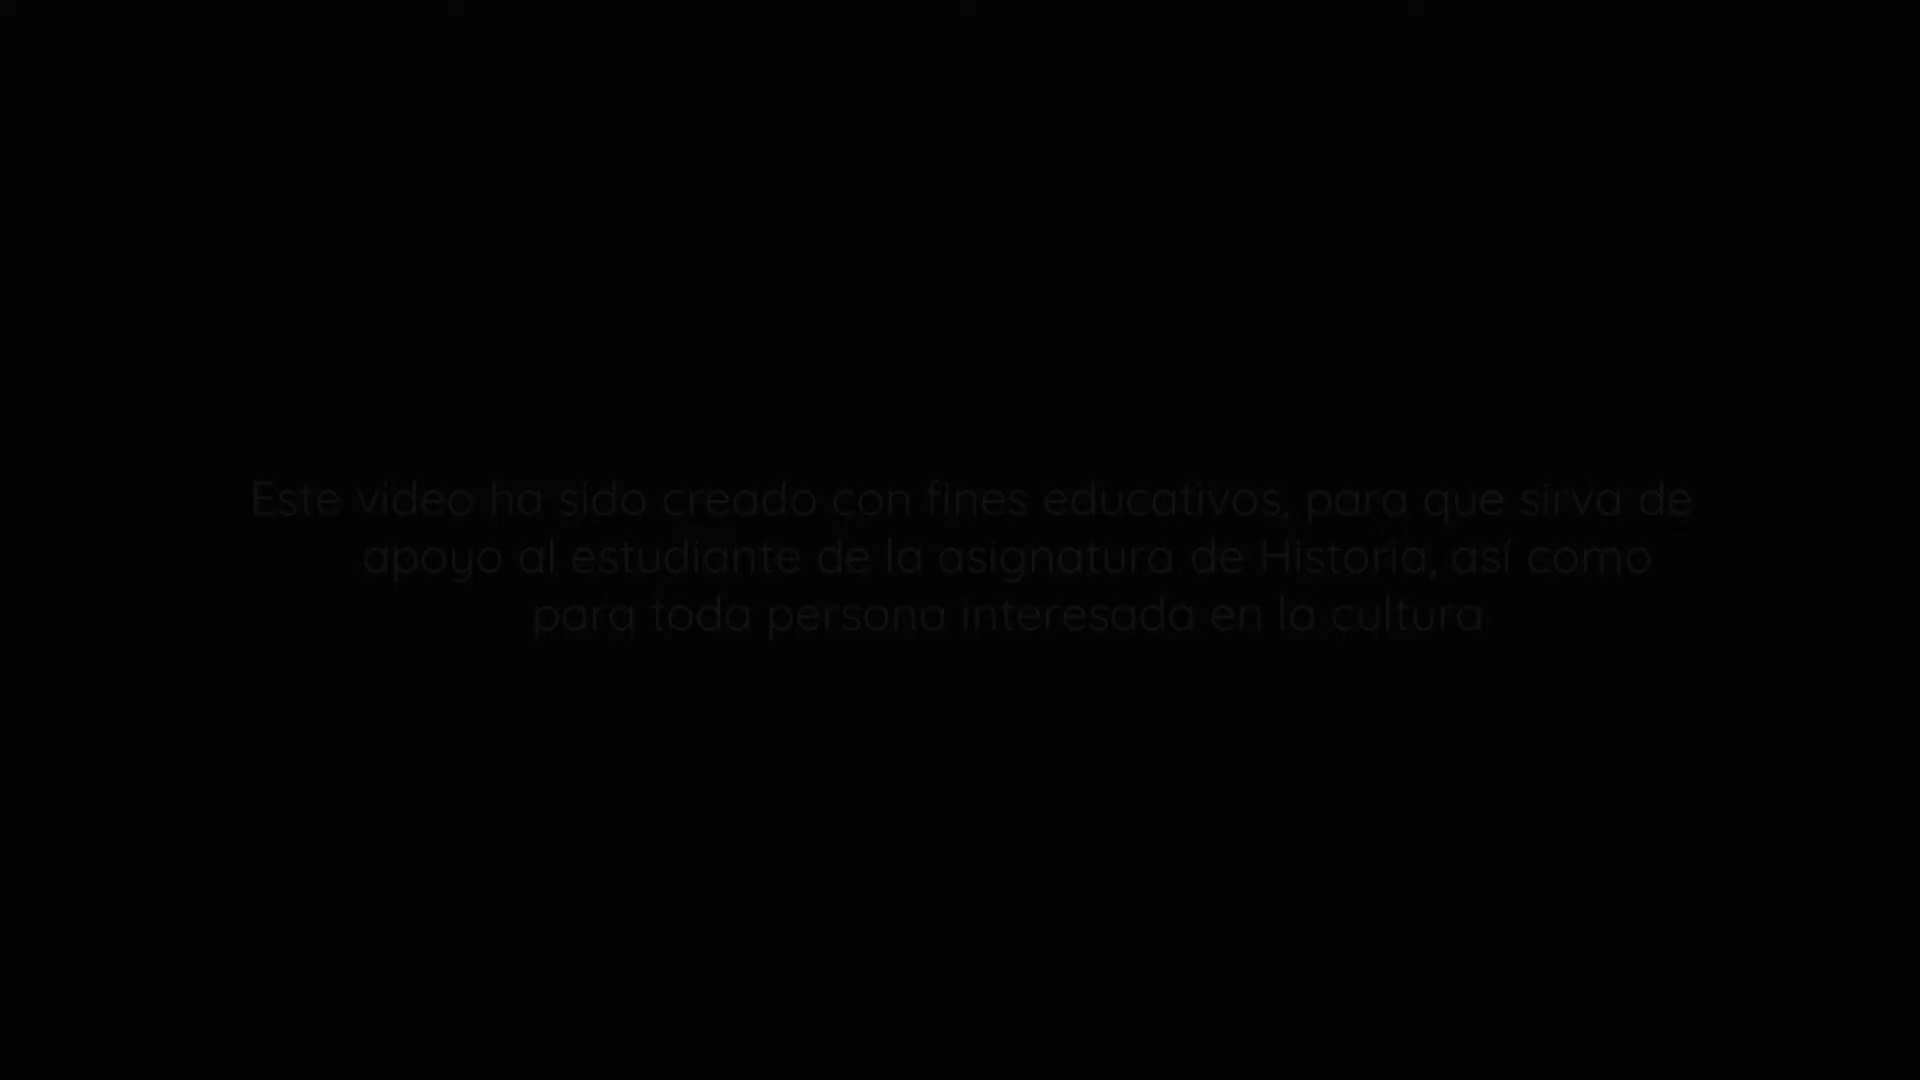 Este video ha sido creado con fines educativos, para que sirva de
apoyo al estudiante de la asignatura de Historia, así como
para toda persona interesada en la cultura